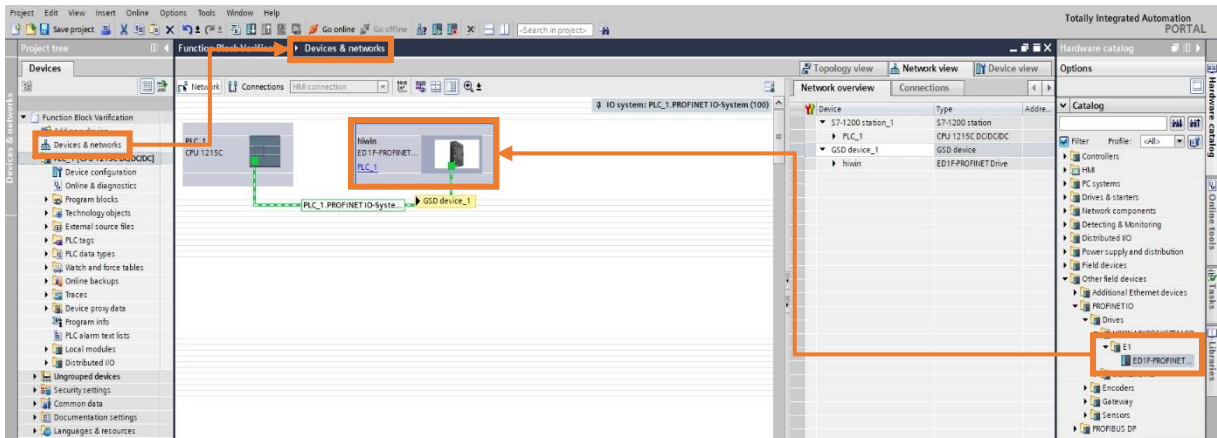 Project Edit View Insert Online Options Tools Window Help
Totally Integrated Automation
PORTAL
Save project
Go online
Go offline
<Search in project>
Project tree
Devices
Devices & networks
Function Block Varification
Add new device
Devices & networks
PLC_1 [CPU 1215C DC/DC/DC]
Device configuration
Online & diagnostics
Program blocks
Technology objects
External source files
PLC tags
PLC data types
Watch and force tables
Online backups
Traces
Device proxy data
Program info
PLC alarm text lists
Local modules
Distributed I/O
Ungrouped devices
Security settings
Common data
Documentation settings
Languages & resources
Function Block Varification
Devices & networks
Topology view
Network view
Device view
Network
Connections
HMI connection
IO system: PLC_1.PROFINET IO-System (100)
PLC_1
CPU 1215C
hiwin
ED1F-PROFINET...
PLC_1
PLC_1.PROFINET IO-Syste...
GSD device_1
Network overview
Connections
Device
Type
Addre...
S7-1200 station_1
S7-1200 station
PLC_1
CPU 1215C DC/DC/DC
GSD device_1
GSD device
hiwin
ED1F-PROFINET Drive
Hardware catalog
Options
Catalog
Filter
Profile:
<All>
Controllers
HMI
PC systems
Drives & starters
Network components
Detecting & Monitoring
Distributed I/O
Power supply and distribution
Field devices
Other field devices
Additional Ethernet devices
PROFINET IO
Drives
E1
ED1F-PROFINET...
Encoders
Gateway
Sensors
PROFIBUS DP
Hardware catalog
Online tools
Tasks
Libraries